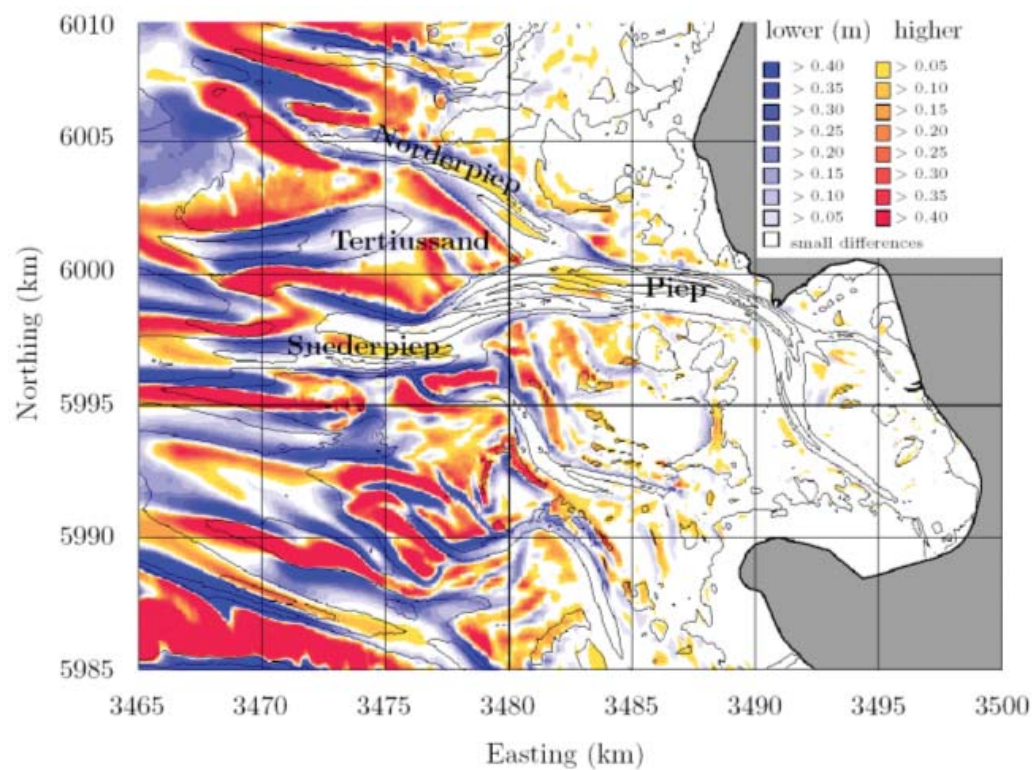 6010
6005
6000
5995
5990
5985
Northing (km)
3465 3470 3475 3480 3485 3490 3495 3500
Easting (km)
Norderpiep
Tertiussand
Piep
Suederpiep
lower (m) higher
> 0.40 > 0.05
> 0.35 > 0.10
> 0.30 > 0.15
> 0.25 > 0.20
> 0.20 > 0.25
> 0.15 > 0.30
> 0.10 > 0.35
> 0.05 > 0.40
small differences